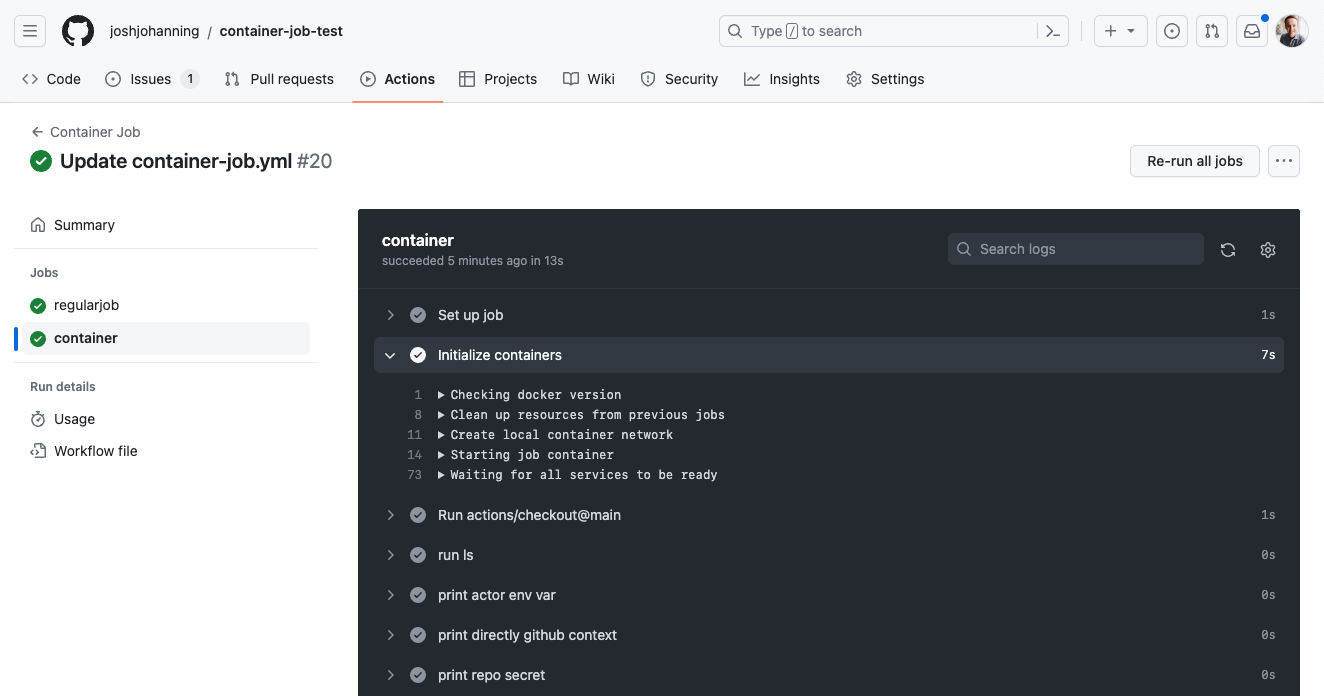 joshjohanning / container-job-test
Type / to search
Code Issues 1 Pull requests Actions Projects Wiki Security Insights Settings
Container Job
Update container-job.yml #20
Re-run all jobs
Summary
Jobs
regularjob
container
Run details
Usage
Workflow file
container
succeeded 5 minutes ago in 13s
Search logs
Set up job 1s
Initialize containers 7s
1 Checking docker version
8 Clean up resources from previous jobs
11 Create local container network
14 Starting job container
73 Waiting for all services to be ready
Run actions/checkout@main 1s
run ls 0s
print actor env var 0s
print directly github context 0s
print repo secret 0s